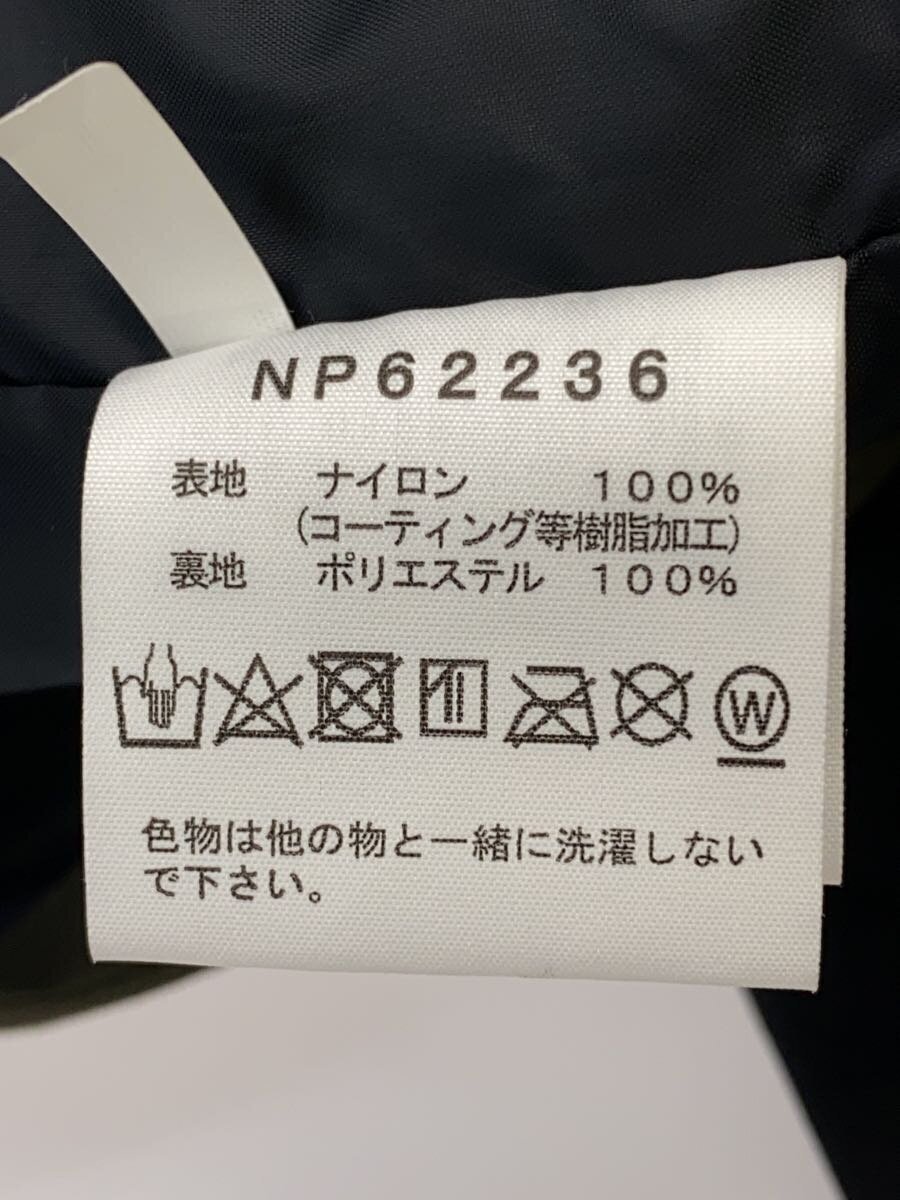 NP62236
表地 ナイロン 100%
(コーティング等樹脂加工)
裏地 ポリエステル 100%
W
色物は他の物と一緒に洗濯しない
で下さい。